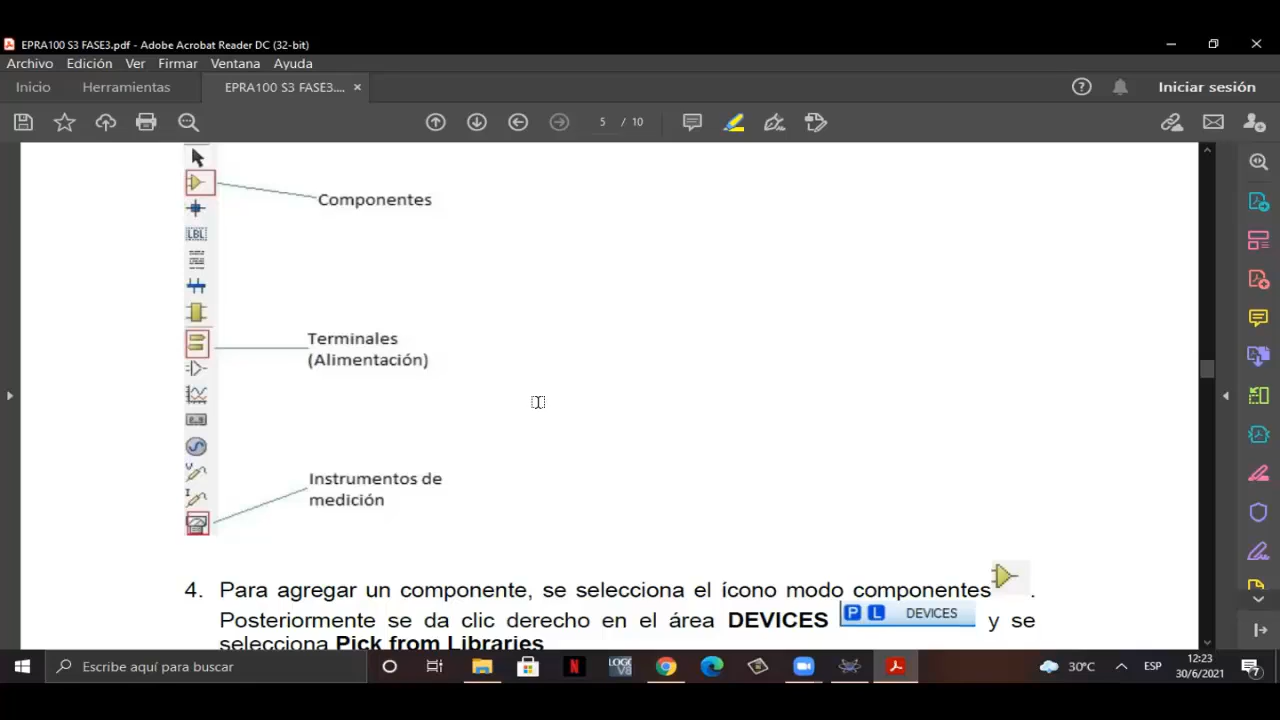 EPRA100 S3 FASE3.pdf - Adobe Acrobat Reader DC (32-bit)
Archivo Edición Ver Firmar Ventana Ayuda
Inicio Herramientas EPRA100 S3 FASE3.... × Iniciar sesión
5 / 10
Componentes
LBL
Terminales
(Alimentación)
Instrumentos de
medición
4. Para agregar un componente, se selecciona el ícono modo componentes .
Posteriormente se da clic derecho en el área DEVICES P L DEVICES y se
selecciona Pick from Libraries
Escribe aquí para buscar 30°C ESP 12:23
30/6/2021 7